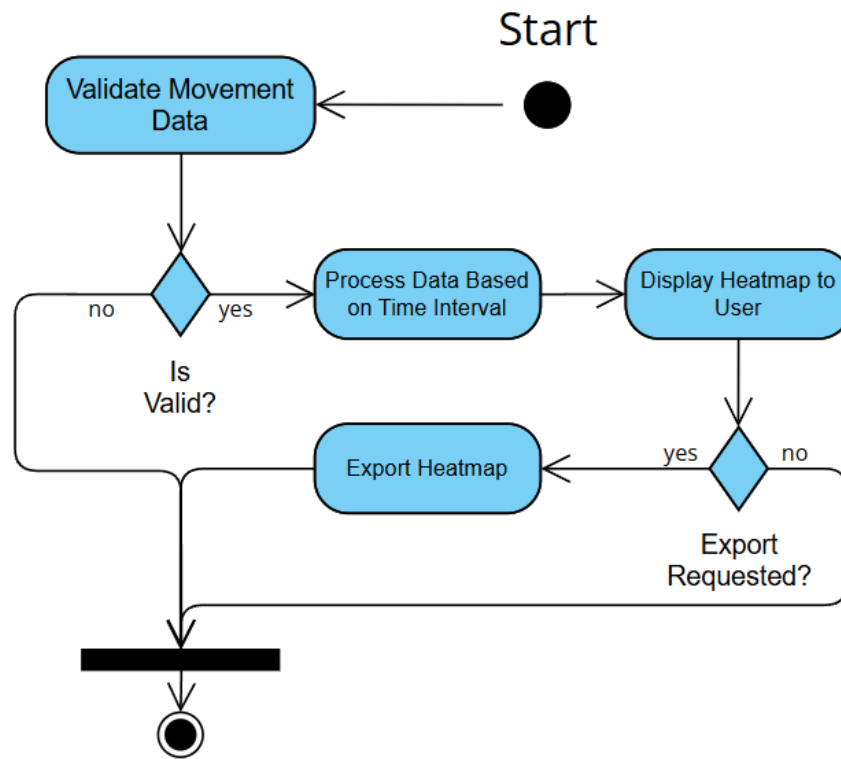 Start
Validate Movement
Data
no
yes
Is
Valid?
Process Data Based
on Time Interval
Display Heatmap to
User
Export Heatmap
yes
no
Export
Requested?